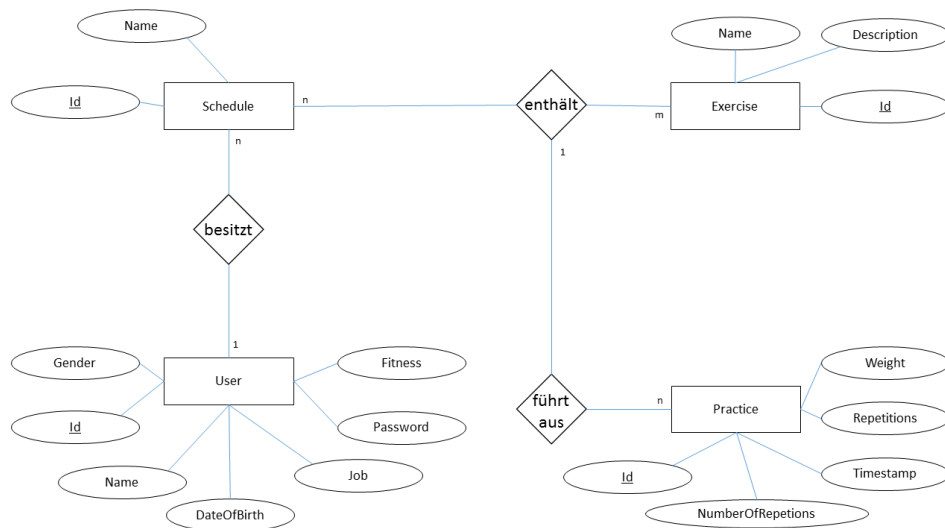 Name
Name
Description
Id
Schedule
n
enthält
m
Exercise
Id
n
1
besitzt
1
Gender
Fitness
User
Weight
führt
aus
n
Practice
Id
Password
Repetitions
Name
Job
Id
Timestamp
DateOfBirth
NumberOfRepetions